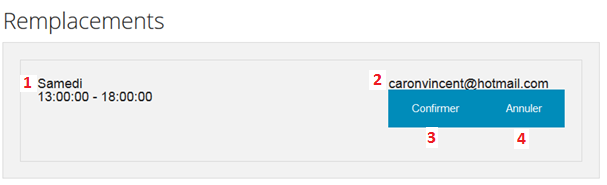 Remplacements
1 Samedi
13:00:00 - 18:00:00
2 caronvincent@hotmail.com
Confirmer Annuler
3 4